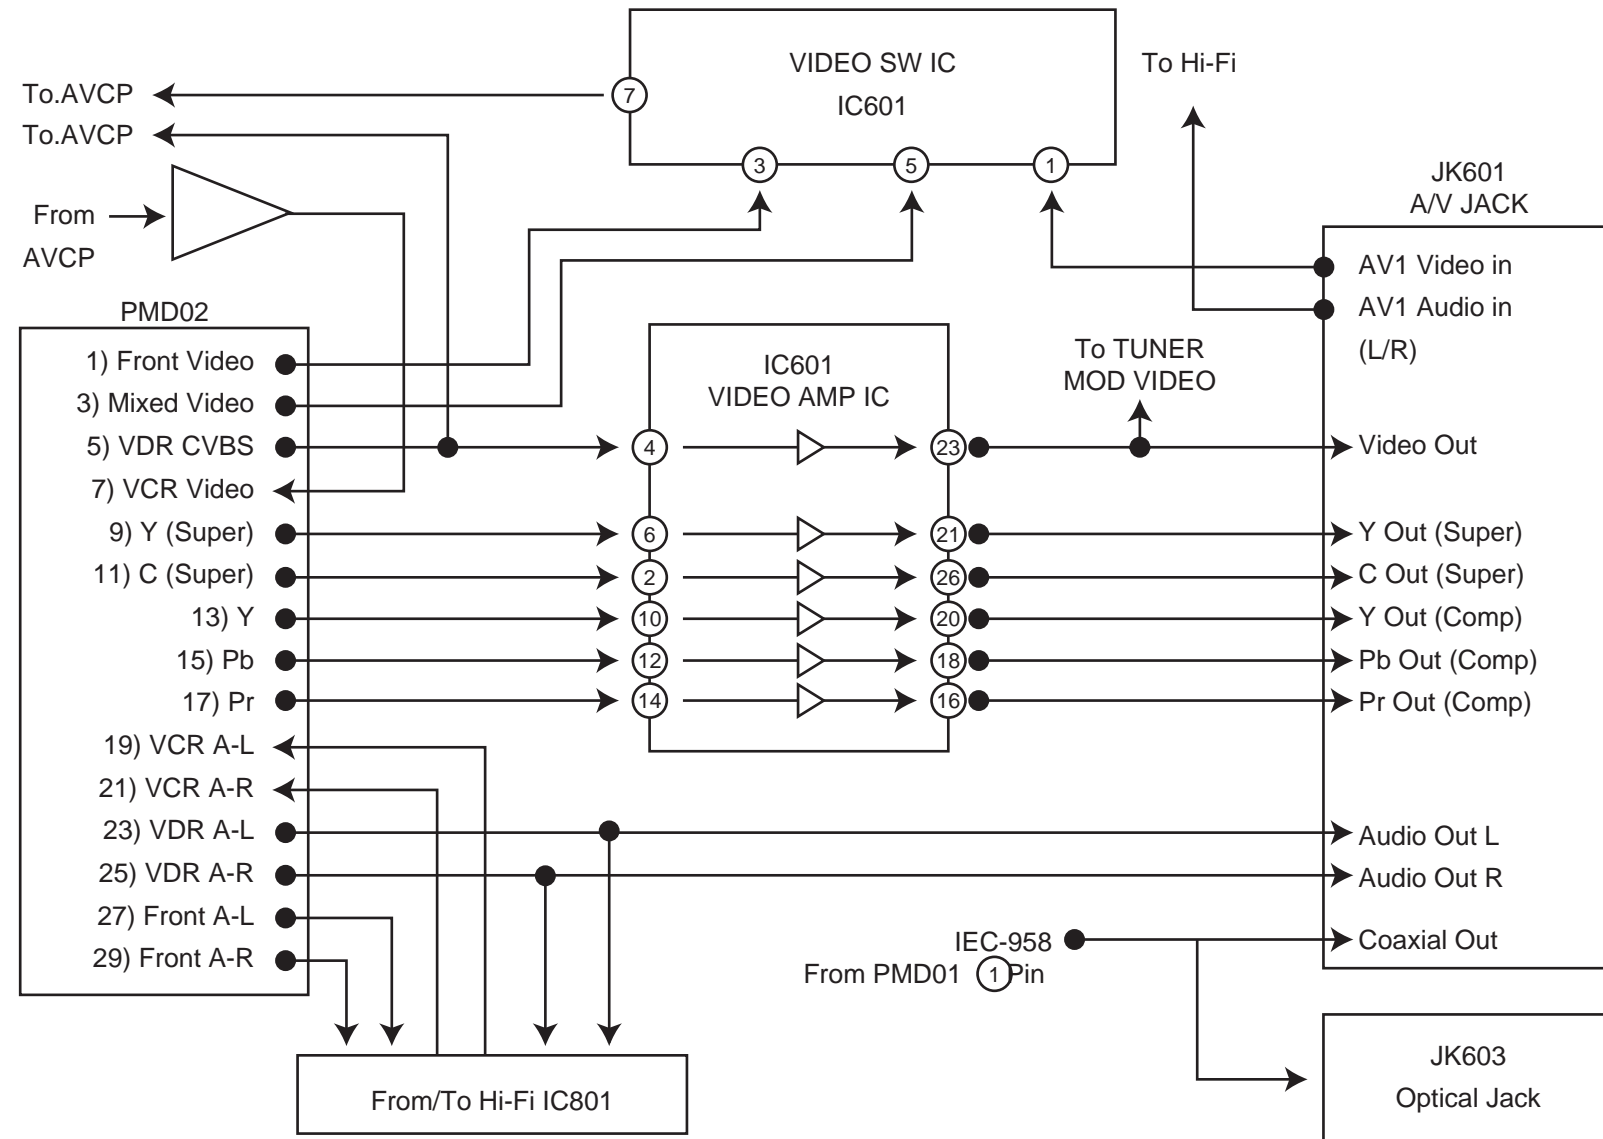 VIDEO SW IC
IC601
To Hi-Fi
To.AVCP
7
To.AVCP
3
5
1
JK601
A/V JACK
From
AVCP
AV1 Video in
AV1 Audio in
(L/R)
PMD02
1) Front Video
3) Mixed Video
5) VDR CVBS
7) VCR Video
9) Y (Super)
11) C (Super)
13) Y
15) Pb
17) Pr
19) VCR A-L
21) VCR A-R
23) VDR A-L
25) VDR A-R
27) Front A-L
29) Front A-R
IC601
VIDEO AMP IC
4
23
6
21
2
26
10
20
12
18
14
16
To TUNER
MOD VIDEO
Video Out
Y Out (Super)
C Out (Super)
Y Out (Comp)
Pb Out (Comp)
Pr Out (Comp)
Audio Out L
Audio Out R
Coaxial Out
IEC-958
From PMD01 1 Pin
From/To Hi-Fi IC801
JK603
Optical Jack